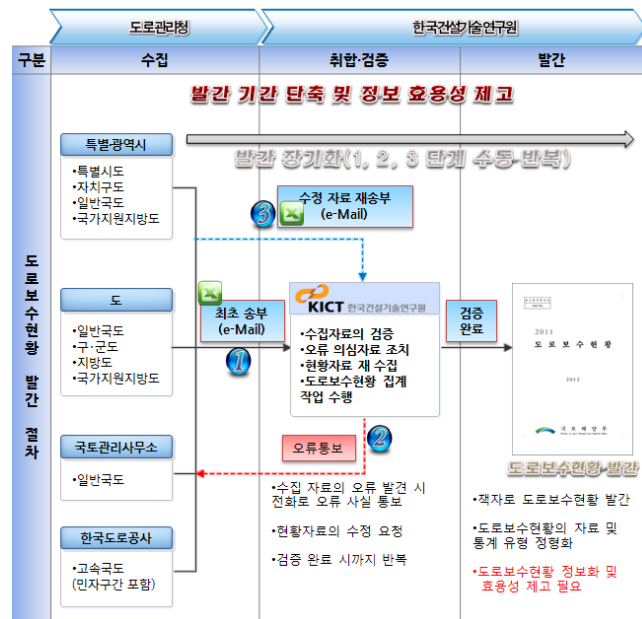 도로관리청
한국건설기술연구원
구분
수집
취합·검증
발간
발간 기간 단축 및 정보 효용성 제고
특별·광역시
발간 장기화(1, 2, 3 단계 수동 반복)
•특별시도
•자치구도
•일반국도
•국가지원지방도
3
수정 자료 재송부
(e-Mail)
도로보수현황 발간 절차
도
•일반국도
•구·군도
•지방도
•국가지원지방도
최초 송부
(e-Mail)
1
KICT 한국건설기술연구원
•수집자료의 검증
•오류 의심자료 조치
•현황자료 재 수집
•도로보수현황 집계
작업 수행
검증
완료
2011
도 로 보 수 현 황
2012
국 토 해 양 부
도로보수현황 발간
오류통보
2
국토관리사무소
•일반국도
•수집 자료의 오류 발견 시
전화로 오류 사실 통보
•현황자료의 수정 요청
•검증 완료 시까지 반복
•책자로 도로보수현황 발간
•도로보수현황의 자료 및
통계 유형 정형화
•도로보수현황 정보화 및
효용성 제고 필요
한국도로공사
•고속국도
(민자구간 포함)